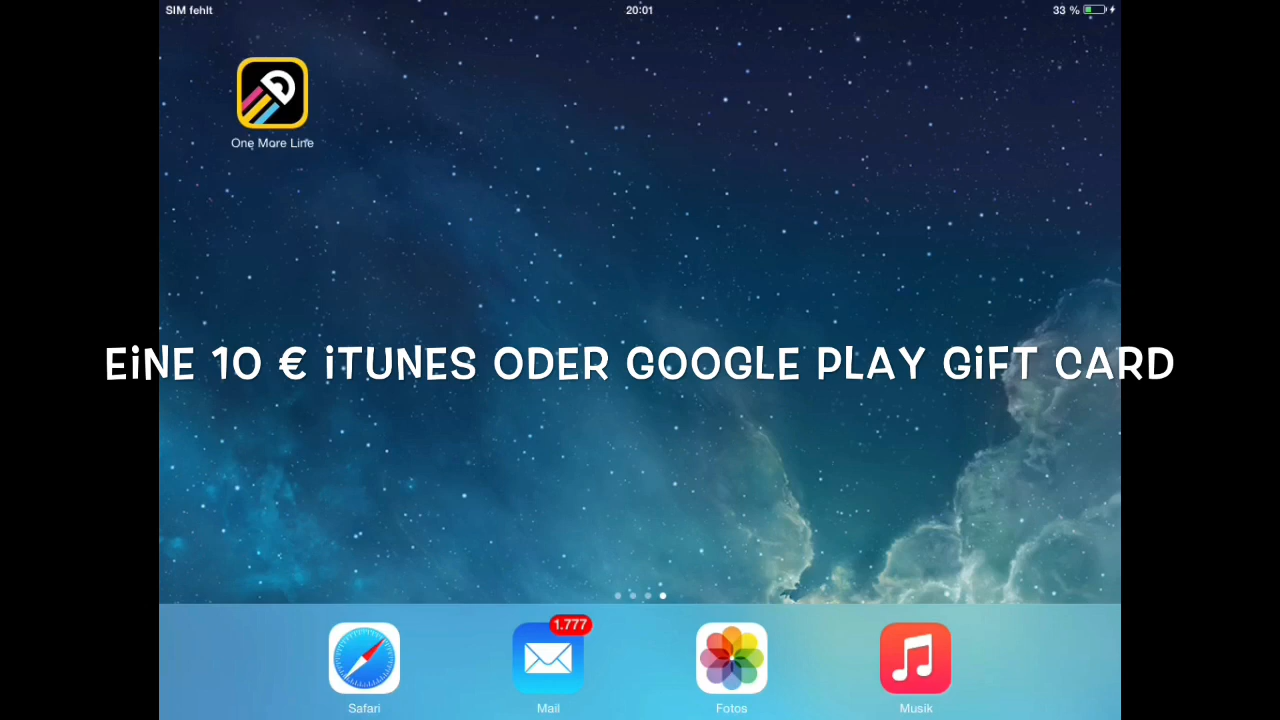 SIM fehlt
20:01
33 %
One More Line
EiNE 10 € iTUNES ODER GOOGLE PLAY GiFT CARD
1.777
Safari
Mail
Fotos
Musik